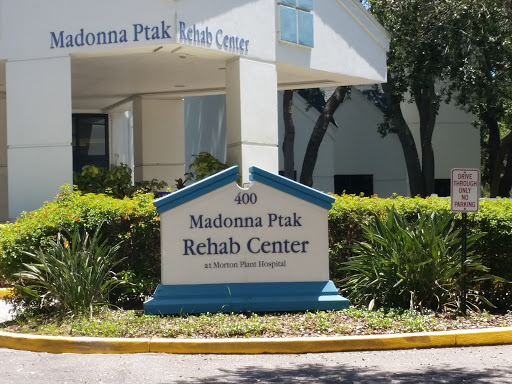 Madonna Ptak Rehab Center
400
Madonna Ptak
Rehab Center
at Morton Plant Hospital
DRIVE
THROUGH
ONLY
NO
PARKING